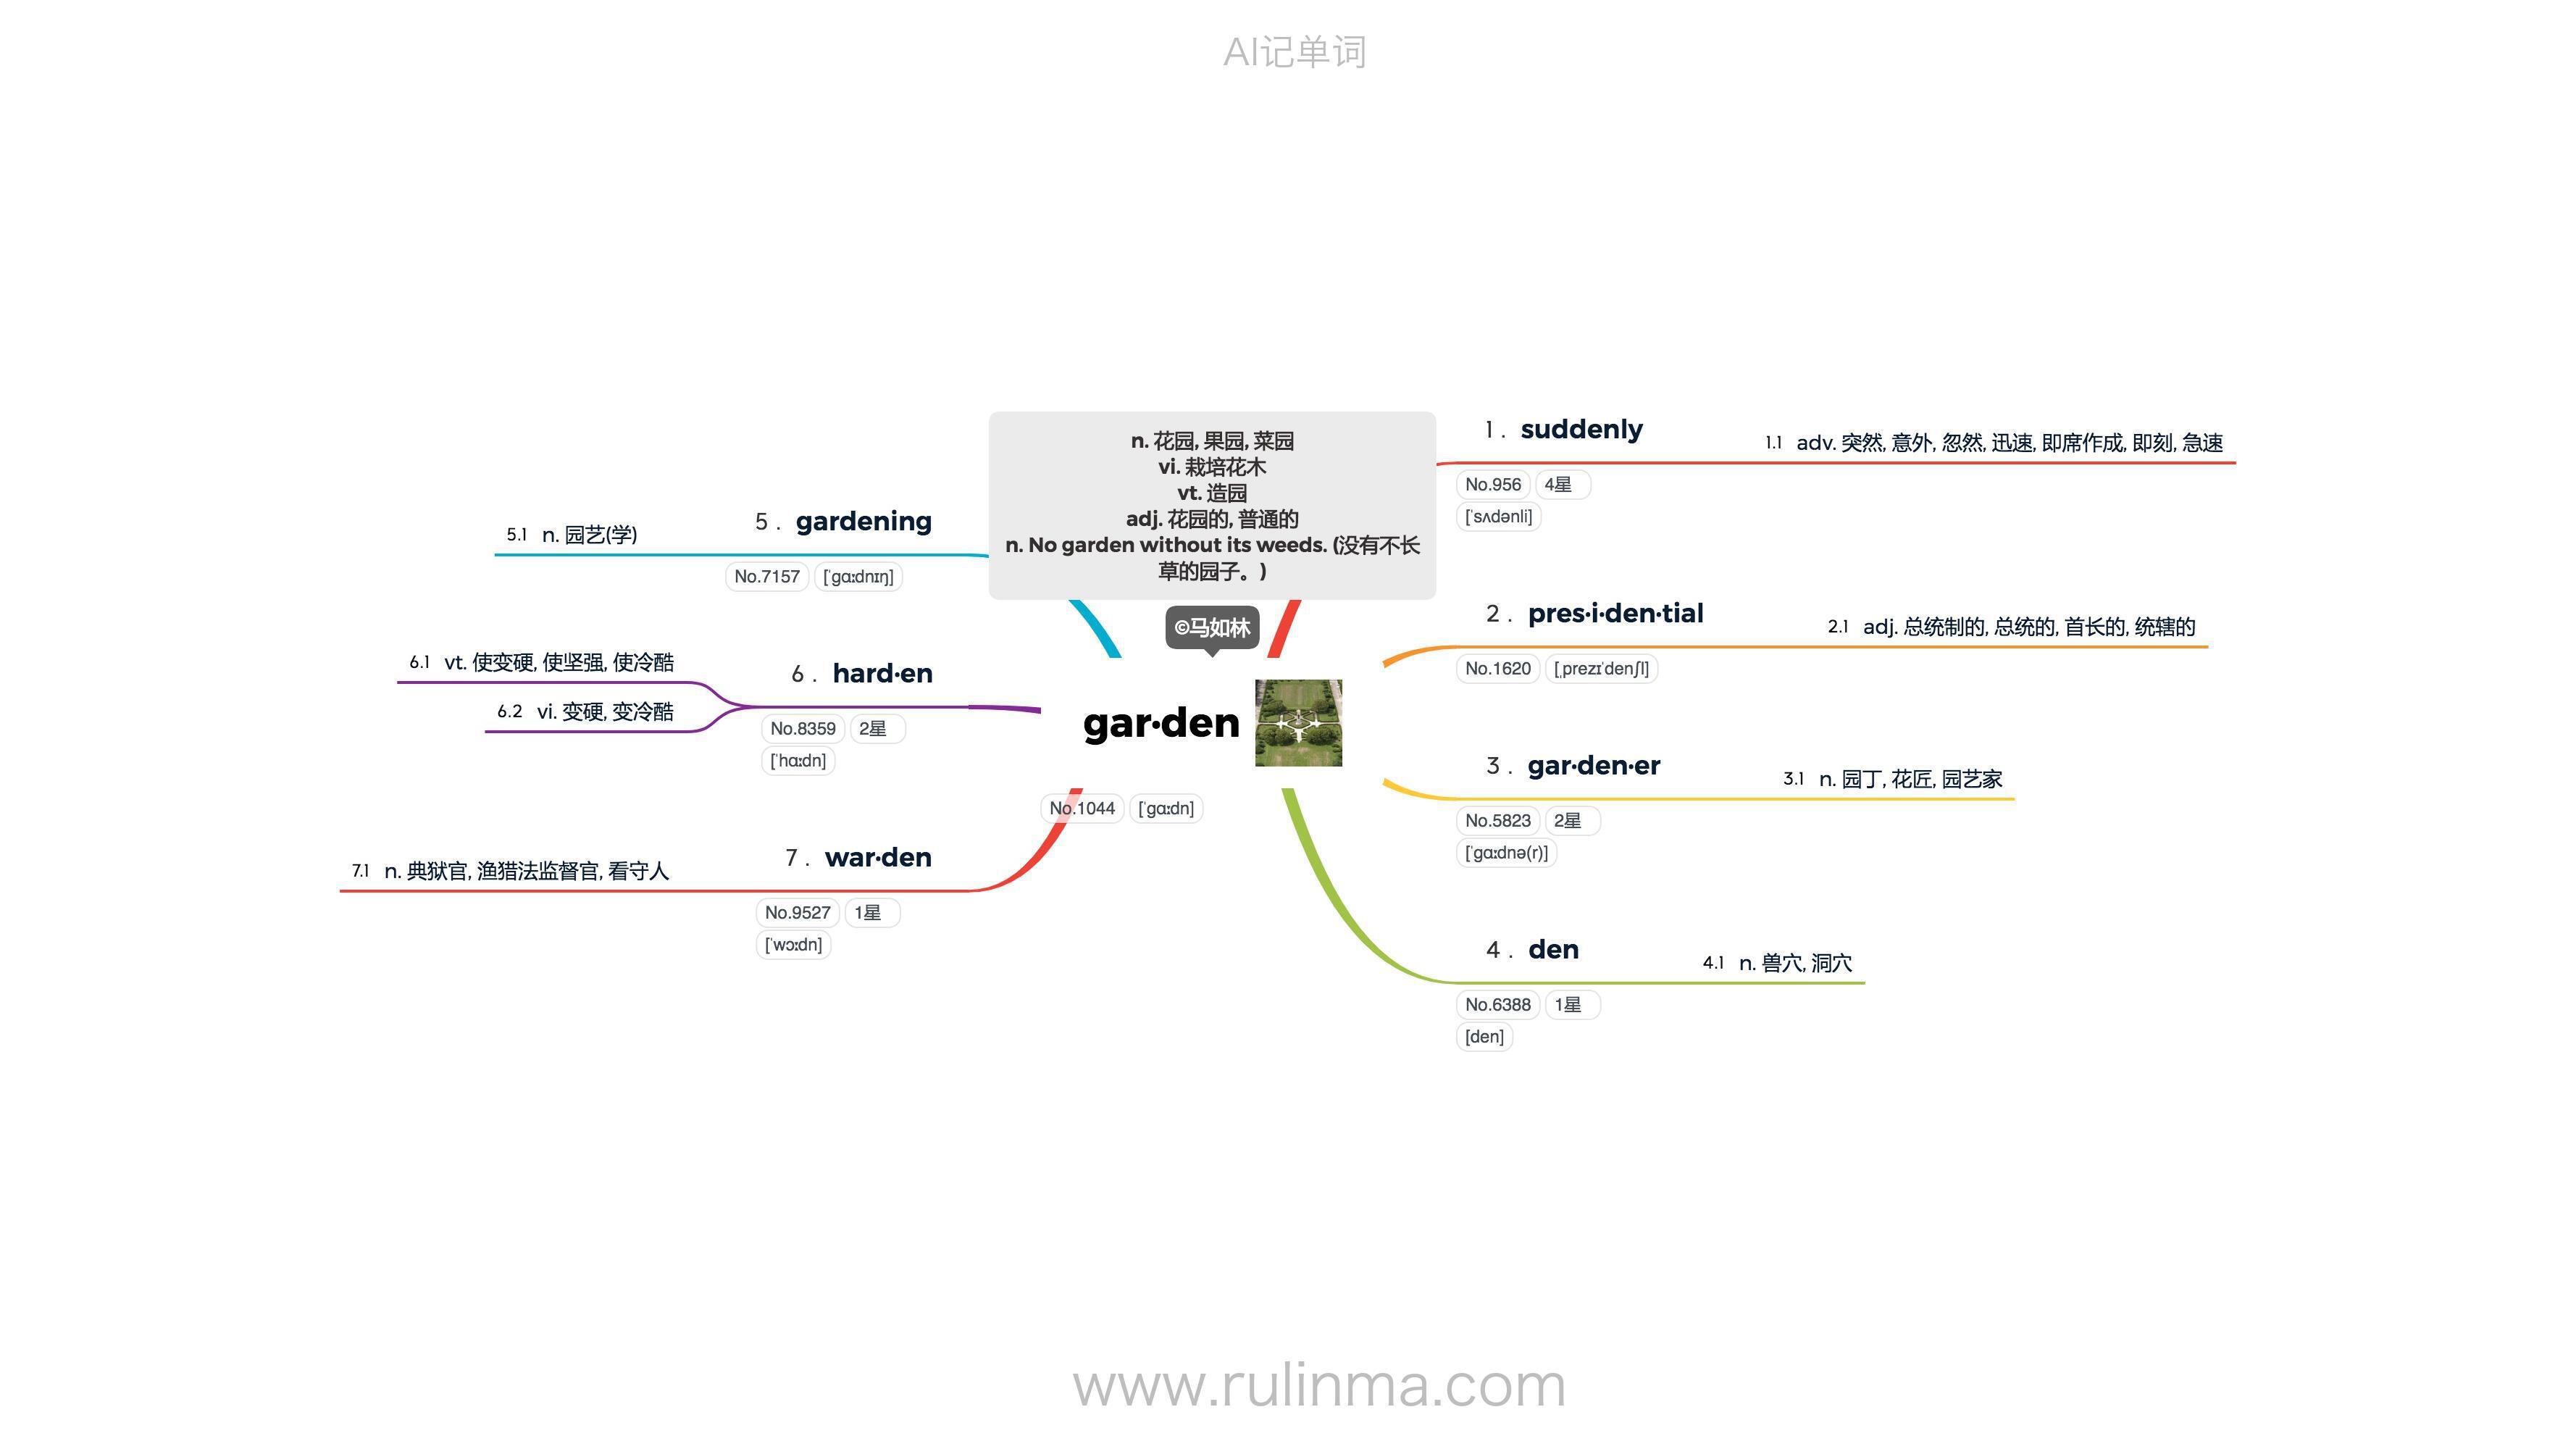 AI记单词
n. 花园, 果园, 菜园
vi. 栽培花木
vt. 造园
adj. 花园的, 普通的
n. No garden without its weeds. (没有不长
草的园子。)
©马如林
gar·den
No.1044 [ˈɡɑːdn]
1 . suddenly
1.1 adv. 突然, 意外, 忽然, 迅速, 即席作成, 即刻, 急速
No.956 4星
[ˈsʌdənli]
2 . pres·i·den·tial
2.1 adj. 总统制的, 总统的, 首长的, 统辖的
No.1620 [ˌprezɪˈdenʃl]
3 . gar·den·er
3.1 n. 园丁, 花匠, 园艺家
No.5823 2星
[ˈɡɑːdnə(r)]
4 . den
4.1 n. 兽穴, 洞穴
No.6388 1星
[den]
5 . gardening
5.1 n. 园艺(学)
No.7157 [ˈɡɑːdnɪŋ]
6 . hard·en
6.1 vt. 使变硬, 使坚强, 使冷酷
6.2 vi. 变硬, 变冷酷
No.8359 2星
[ˈhɑːdn]
7 . war·den
7.1 n. 典狱官, 渔猎法监督官, 看守人
No.9527 1星
[ˈwɔːdn]
www.rulinma.com